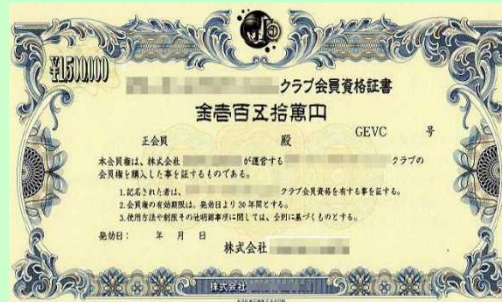 ¥1,500,000
クラブ会員資格証書
金壱百五拾萬円
正会員 殿 GEVC 号
本会員権は、株式会社 が運営する クラブの
会員権を購入した事を証するものである。
1.記名された者は、 クラブ会員資格を有する事を証する。
2.会員権の有効期限は、発効日より30年間とする。
3.使用方法や制限その他明細事項に関しては、会則に基づくものとする。
発効日: 年 月 日
株式会社
株式会社